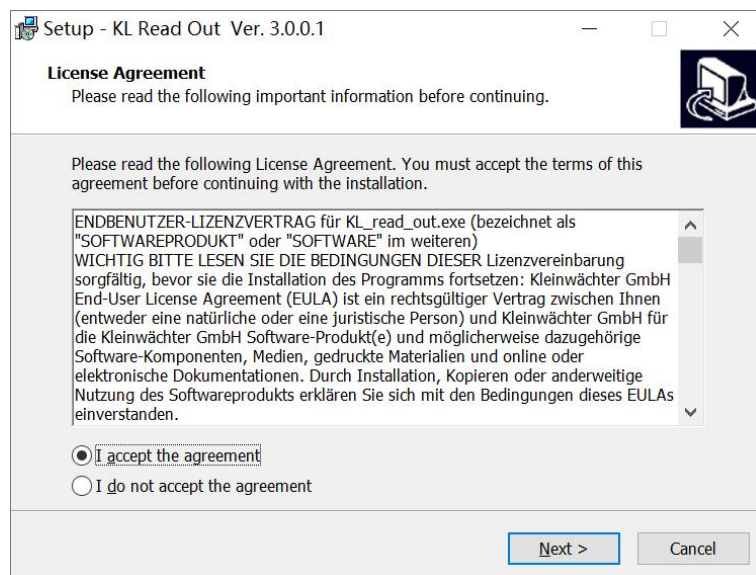 Setup - KL Read Out Ver. 3.0.0.1
License Agreement
Please read the following important information before continuing.
Please read the following License Agreement. You must accept the terms of this
agreement before continuing with the installation.
ENDBENUTZER-LIZENZVERTRAG für KL_read_out.exe (bezeichnet als
"SOFTWAREPRODUKT" oder "SOFTWARE" im weiteren)
WICHTIG BITTE LESEN SIE DIE BEDINGUNGEN DIESER Lizenzvereinbarung
sorgfältig, bevor sie die Installation des Programms fortsetzen: Kleinwächter GmbH
End-User License Agreement (EULA) ist ein rechtsgültiger Vertrag zwischen Ihnen
(entweder eine natürliche oder eine juristische Person) und Kleinwächter GmbH für
die Kleinwächter GmbH Software-Produkt(e) und möglicherweise dazugehörige
Software-Komponenten, Medien, gedruckte Materialien und online oder
elektronische Dokumentationen. Durch Installation, Kopieren oder anderweitige
Nutzung des Softwareprodukts erklären Sie sich mit den Bedingungen dieses EULAs
einverstanden.
I accept the agreement
I do not accept the agreement
Next >
Cancel